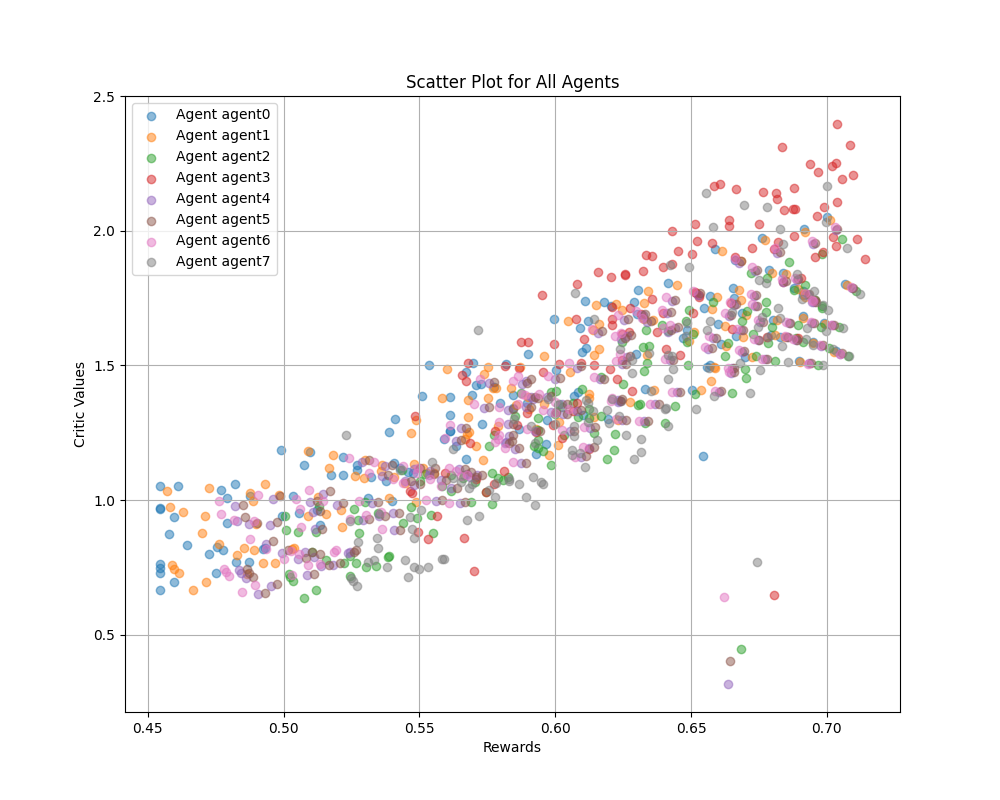 Scatter Plot for All Agents
2.5
2.0
1.5
1.0
0.5
Critic Values
Agent agent0
Agent agent1
Agent agent2
Agent agent3
Agent agent4
Agent agent5
Agent agent6
Agent agent7
0.45 0.50 0.55 0.60 0.65 0.70
Rewards